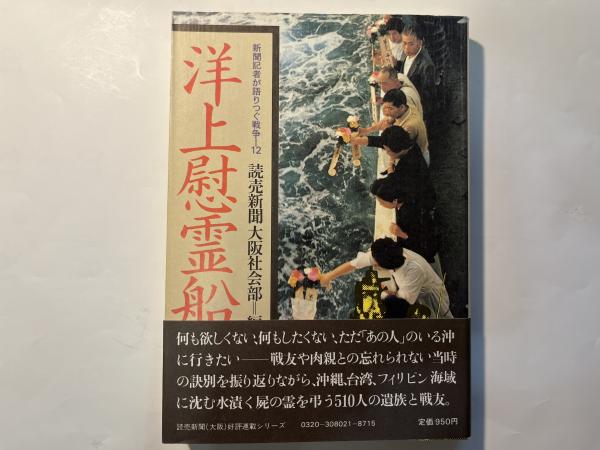 新聞記者が語りつぐ戦争—12
洋上慰霊船
読売新聞大阪社会部=編
何も欲しくない、何もしたくない、ただ「あの人」のいる沖
に行きたい——戦友や肉親との忘れられない当時
の訣別を振り返りながら、沖縄、台湾、フィリピン海域
に沈む水漬く屍の霊を弔う510人の遺族と戦友。
読売新聞(大阪)好評連載シリーズ 0320-308021-8715 定価950円